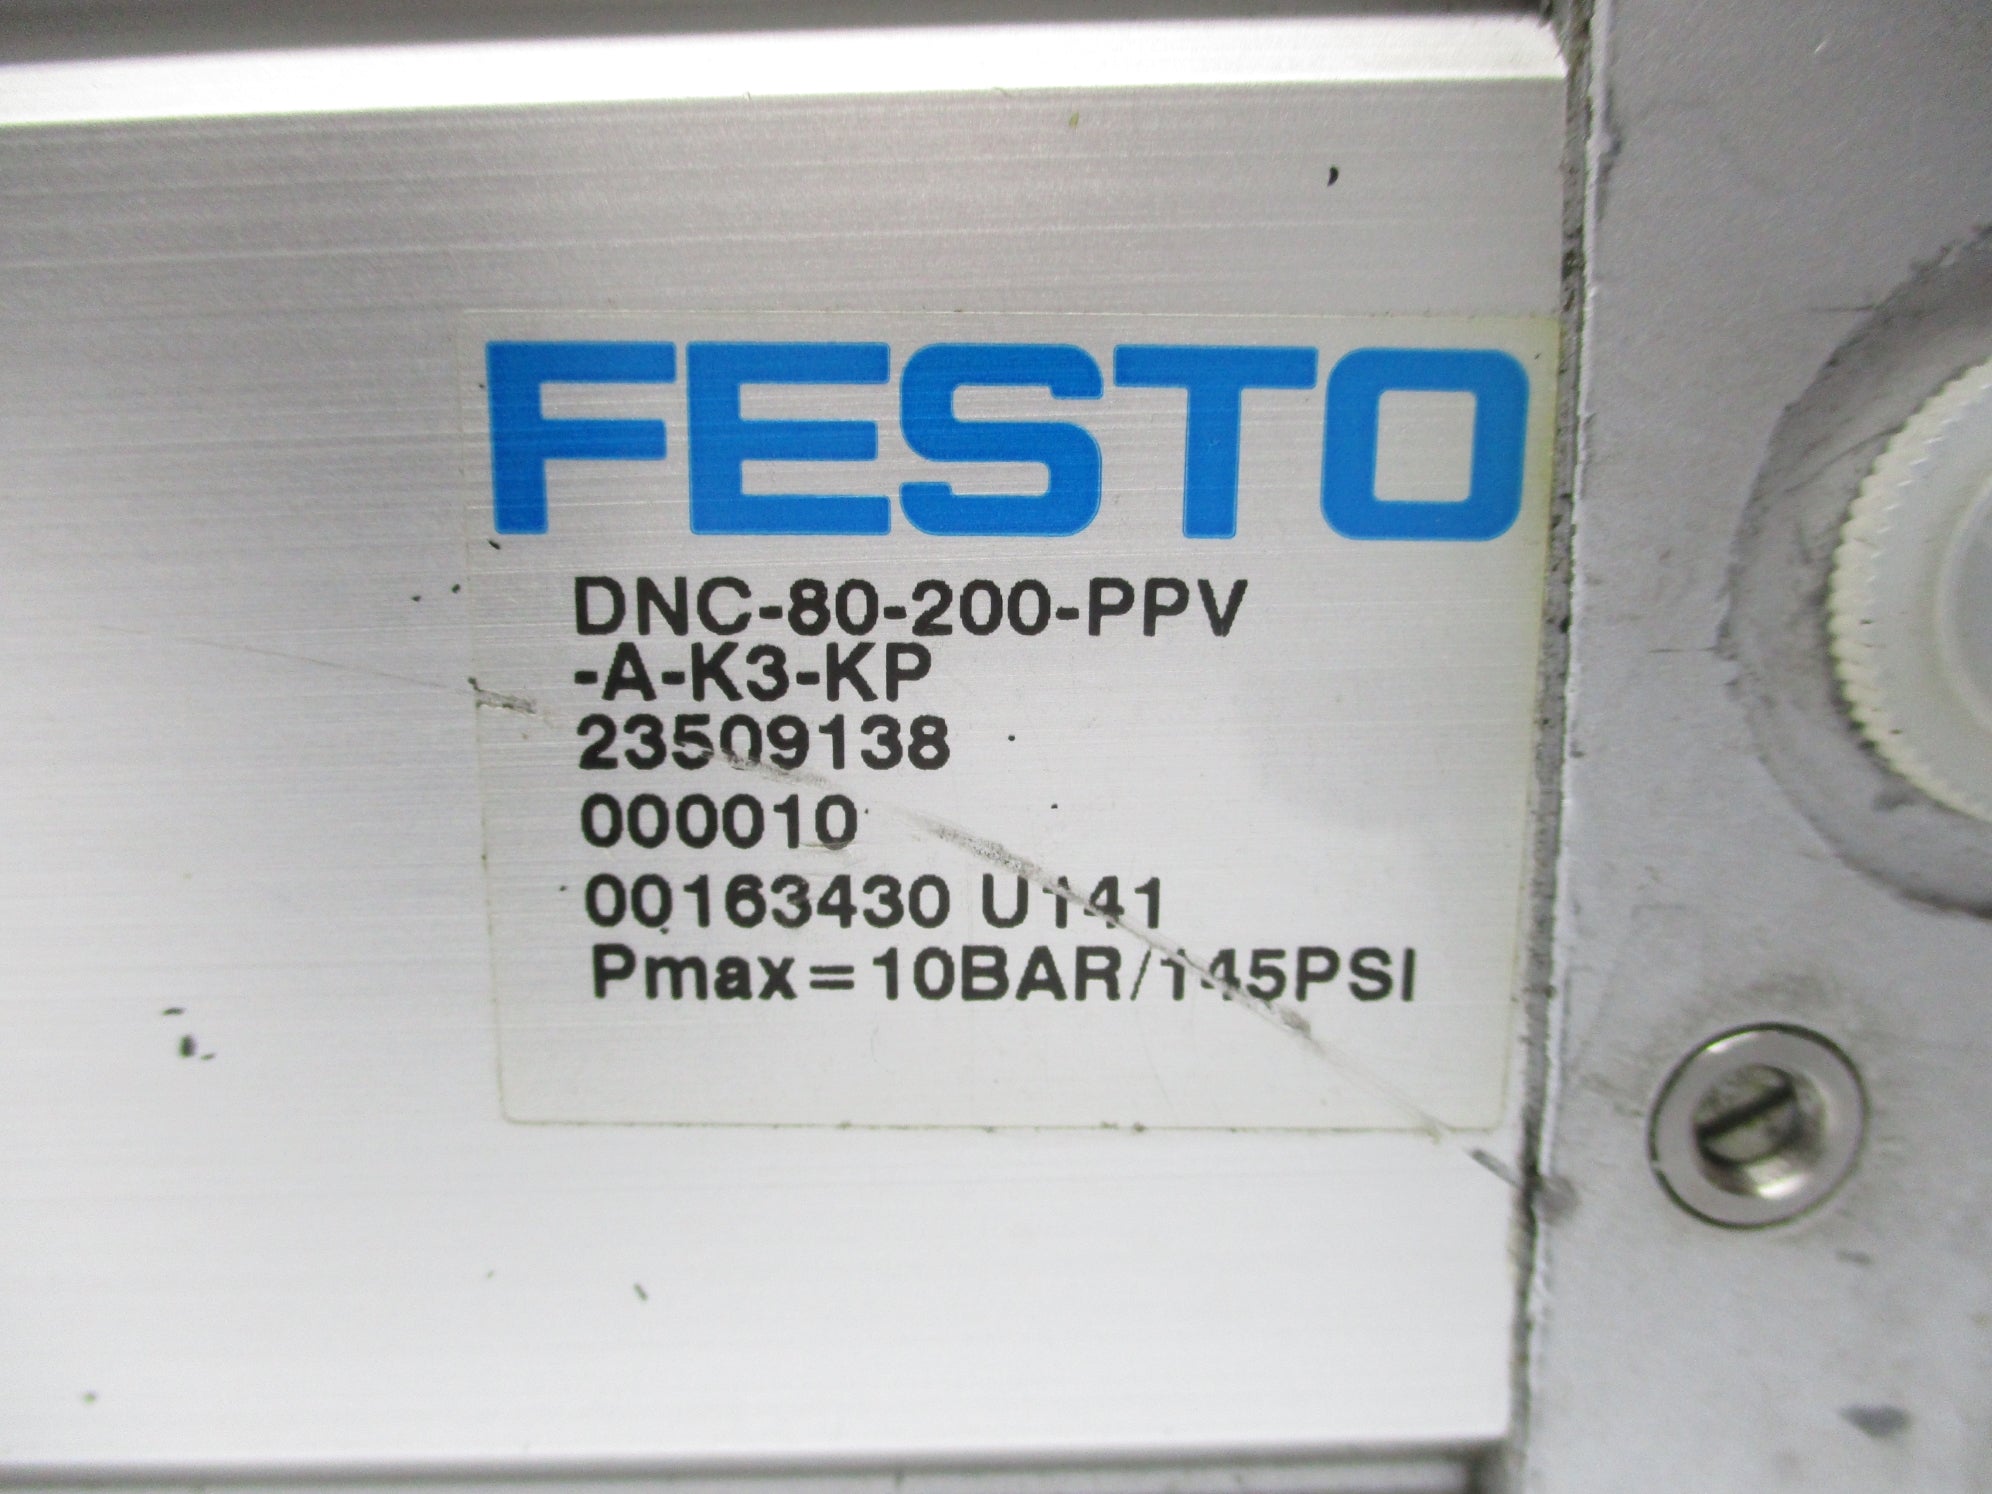 FESTO
DNC-80-200-PPV
-A-K3-KP
23509138
000010
00163430 U141
Pmax=10BAR/145PSI